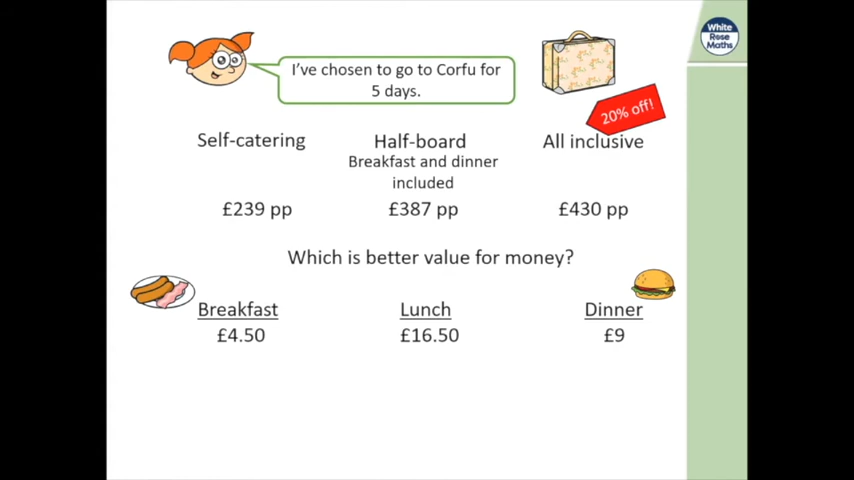 White
Rose
Maths
I've chosen to go to Corfu for
5 days.
20% off!
Self-catering
Half-board
All inclusive
Breakfast and dinner
included
£239 pp
£387 pp
£430 pp
Which is better value for money?
Breakfast
Lunch
Dinner
£4.50
£16.50
£9